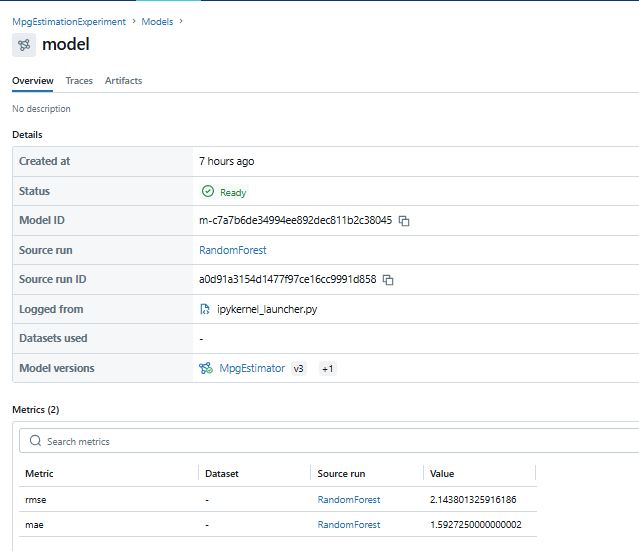 MpgEstimationExperiment > Models >
model
Overview Traces Artifacts
No description
Details
Created at 7 hours ago
Status Ready
Model ID m-c7a7b6de34994ee892dec811b2c38045
Source run RandomForest
Source run ID a0d91a3154d1477f97ce16cc9991d858
Logged from ipykernel_launcher.py
Datasets used -
Model versions MpgEstimator v3 +1
Metrics (2)
Search metrics
Metric Dataset Source run Value
rmse - RandomForest 2.143801325916186
mae - RandomForest 1.5927250000000002